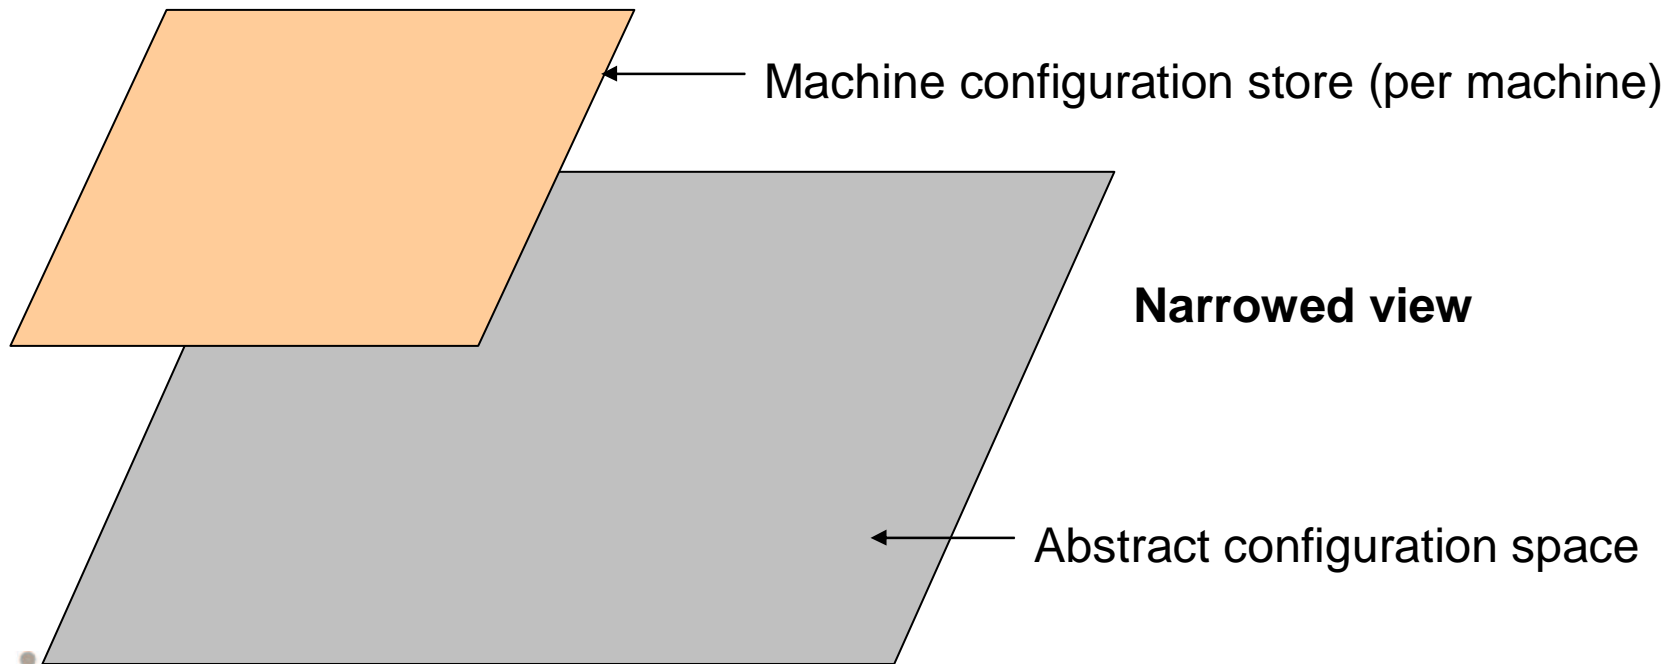 Machine configuration store (per machine)
Narrowed view
Abstract configuration space